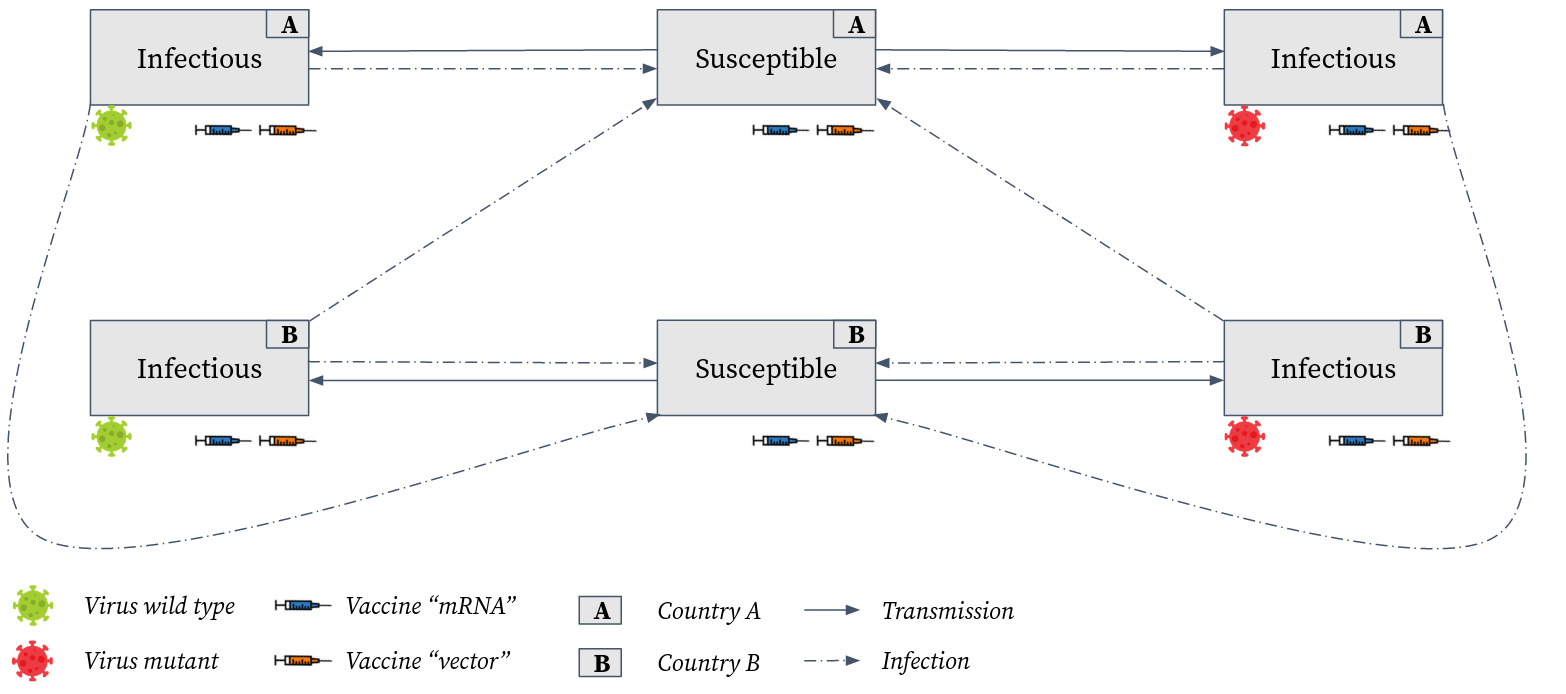 A
Infectious
A
Susceptible
A
Infectious
B
Infectious
B
Susceptible
B
Infectious
Virus wild type
Vaccine “mRNA”
A
Country A
Transmission
Virus mutant
Vaccine “vector”
B
Country B
Infection